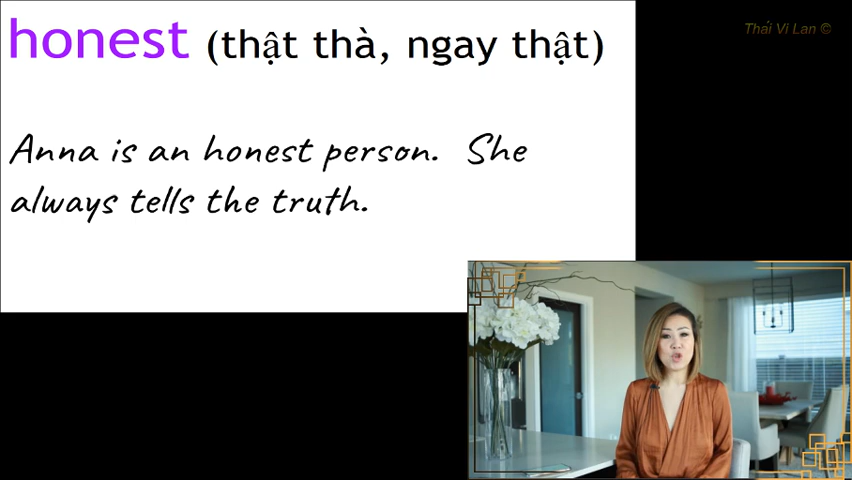 honest (thật thà, ngay thật)
Anna is an honest person. She
always tells the truth.
Thái Vi Lan ©